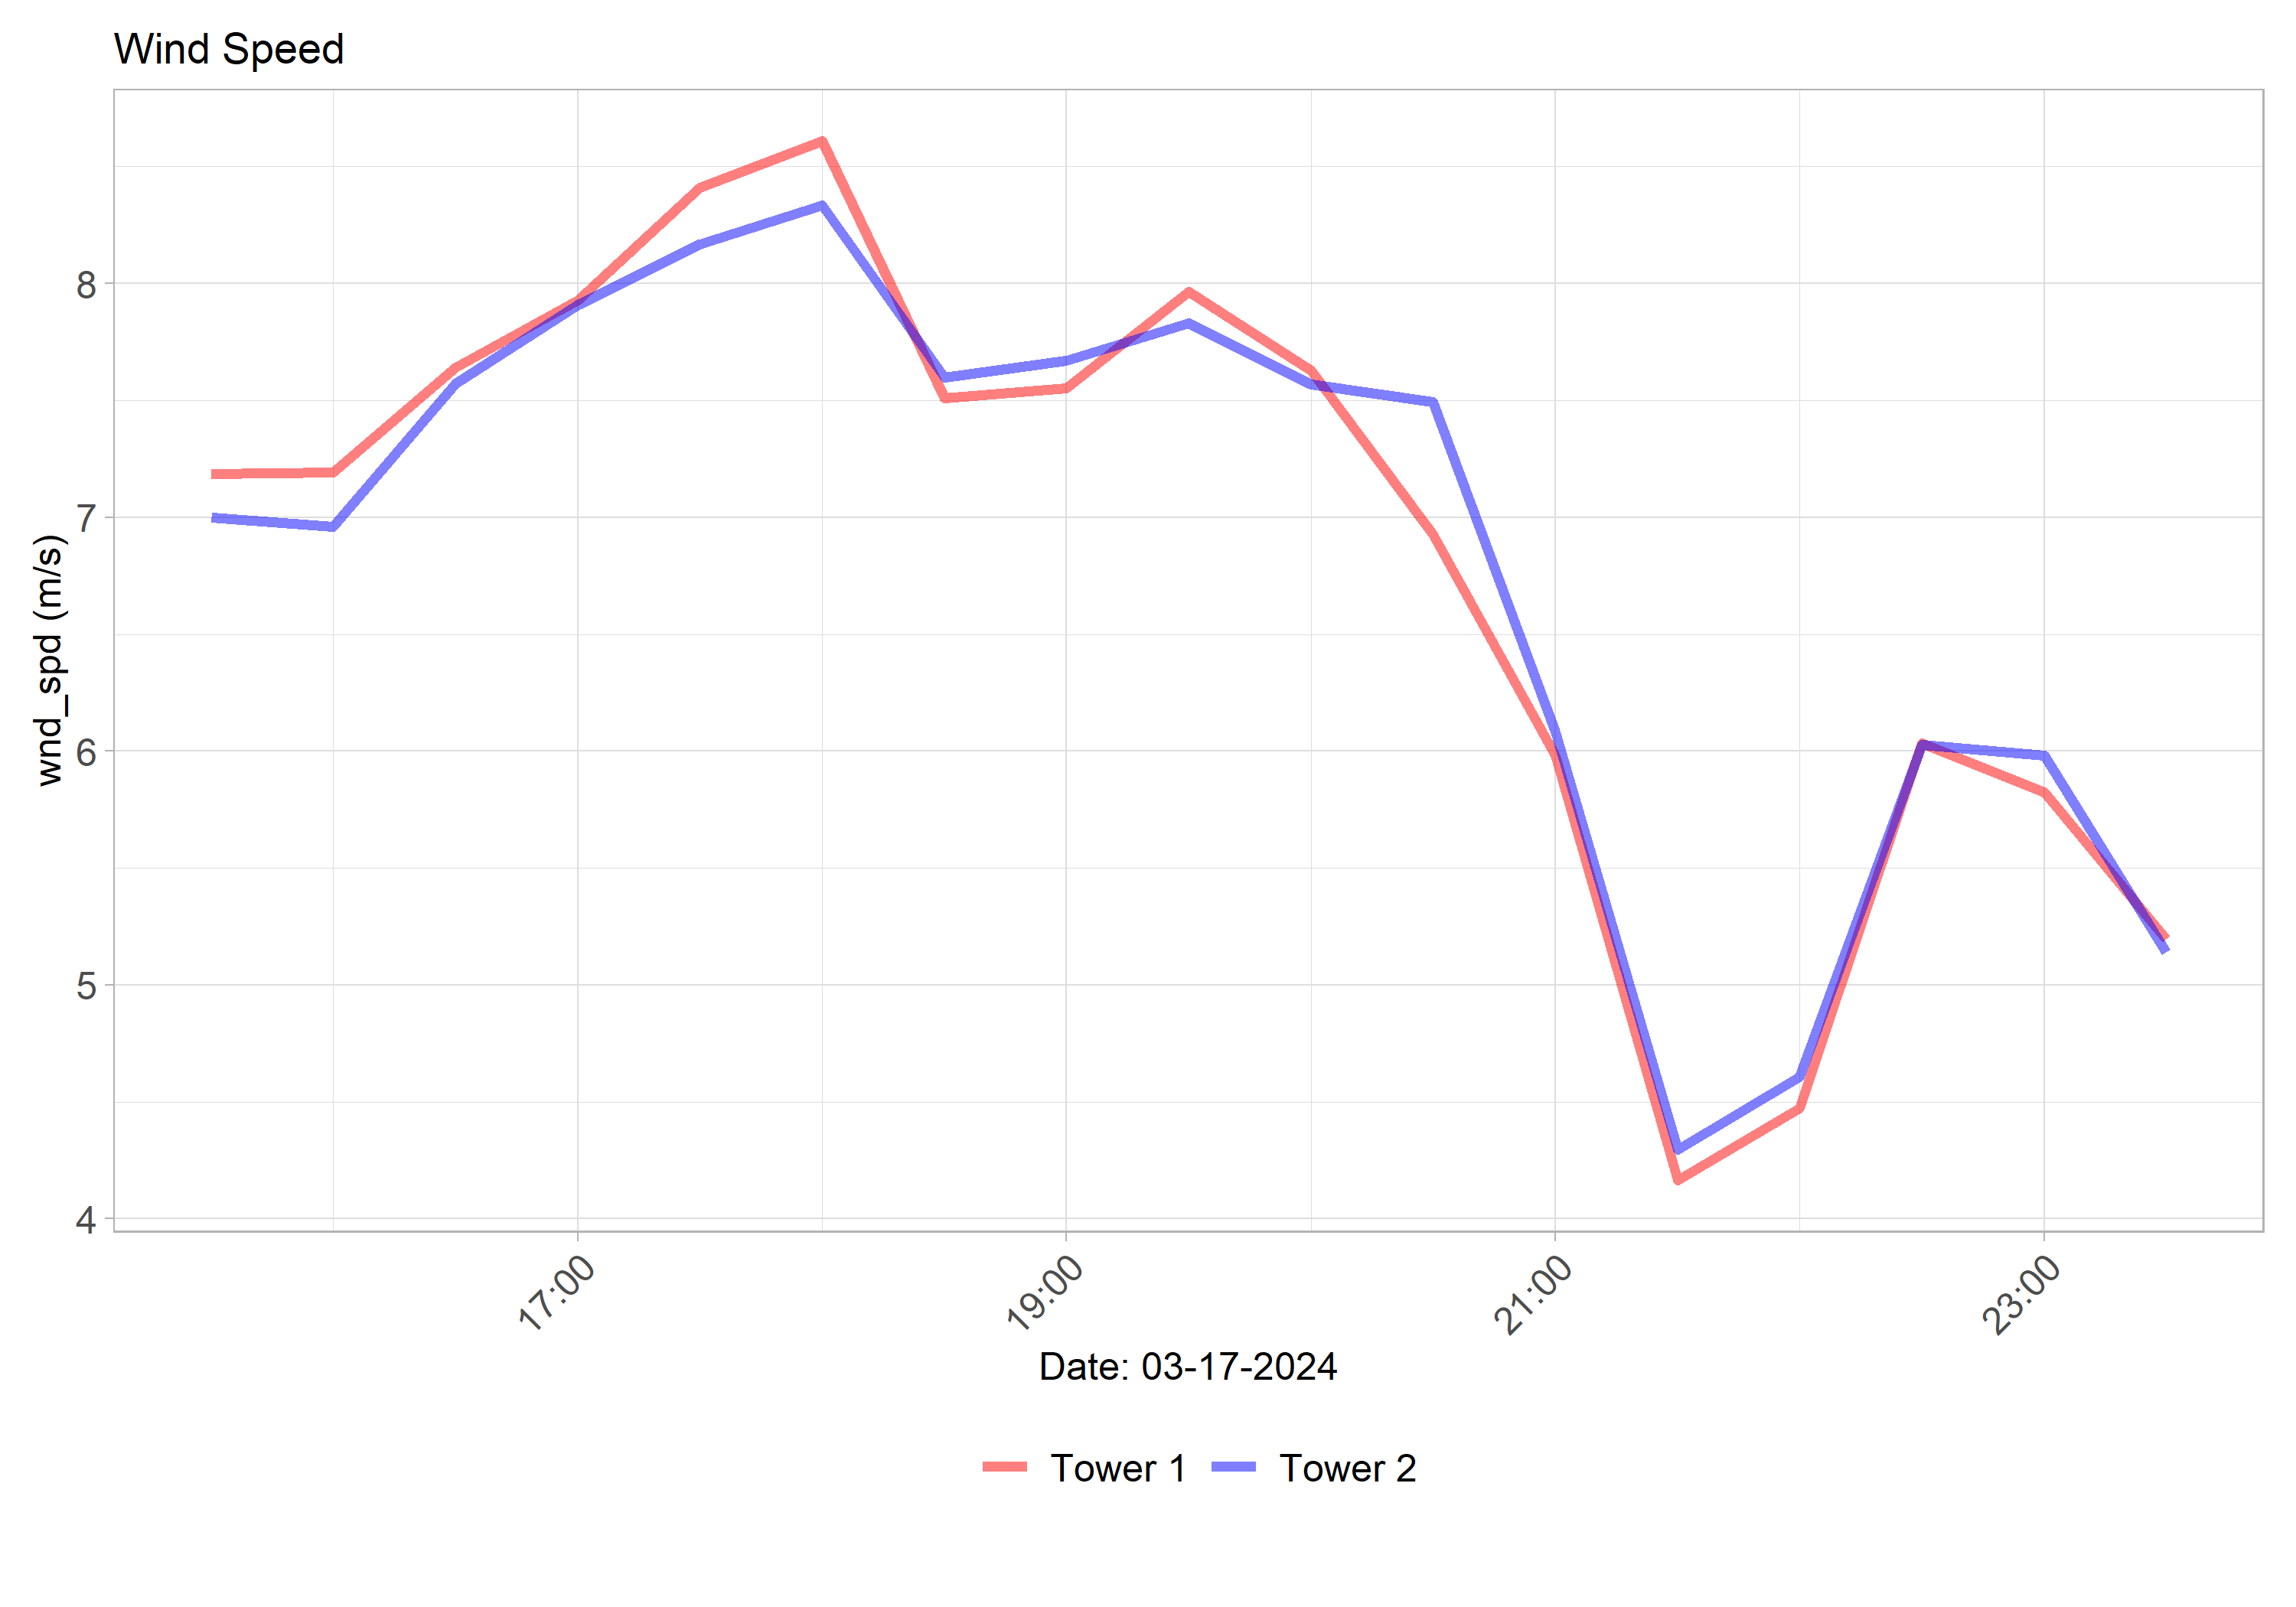 Wind Speed
wnd_spd (m/s)
8
7
6
5
4
17:00 19:00 21:00 23:00
Date: 03-17-2024
Tower 1 Tower 2